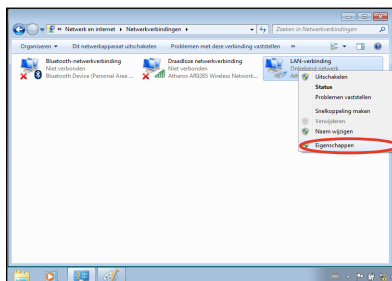 « Netwerk en internet ▸ Netwerkverbindingen ▸
Zoeken in Netwerkverbindingen
Organiseren Dit netwerkapparaat uitschakelen Problemen met deze verbinding vaststellen »
Bluetooth-netwerkverbinding
Niet verbonden
Bluetooth Device (Personal Area ...
Draadloze netwerkverbinding
Niet verbonden
Atheros AR9285 Wireless Network...
LAN-verbinding
Onbekend netwerk
Uitschakelen
Status
Problemen vaststellen
Snelkoppeling maken
Verwijderen
Naam wijzigen
Eigenschappen